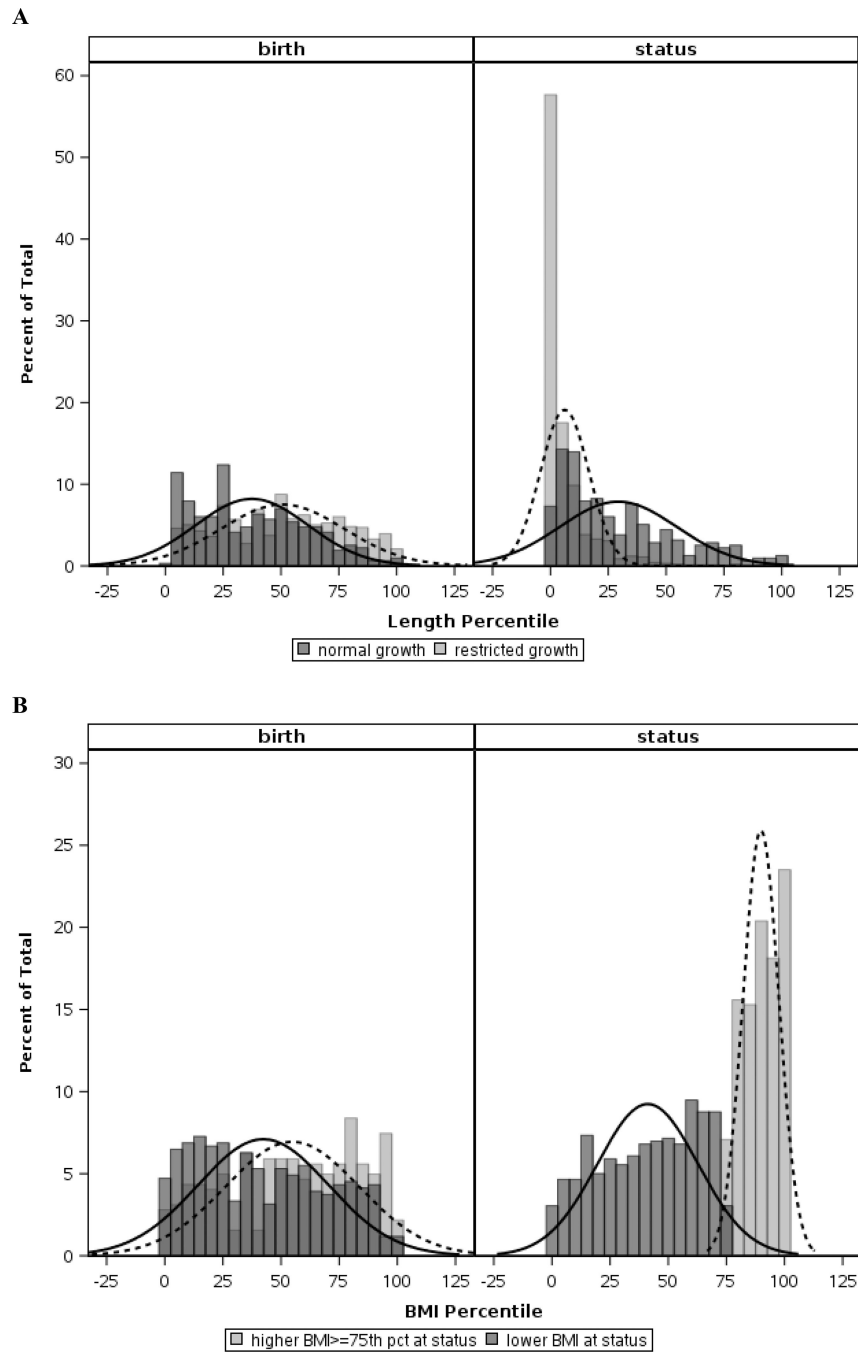 A
birth status
60
50
40
30
20
10
0
Percent of Total
-25 0 25 50 75 100 125 -25 0 25 50 75 100 125
Length Percentile
normal growth restricted growth
B
birth status
30
25
20
15
10
5
0
Percent of Total
-25 0 25 50 75 100 125 -25 0 25 50 75 100 125
BMI Percentile
higher BMI>=75th pct at status lower BMI at status